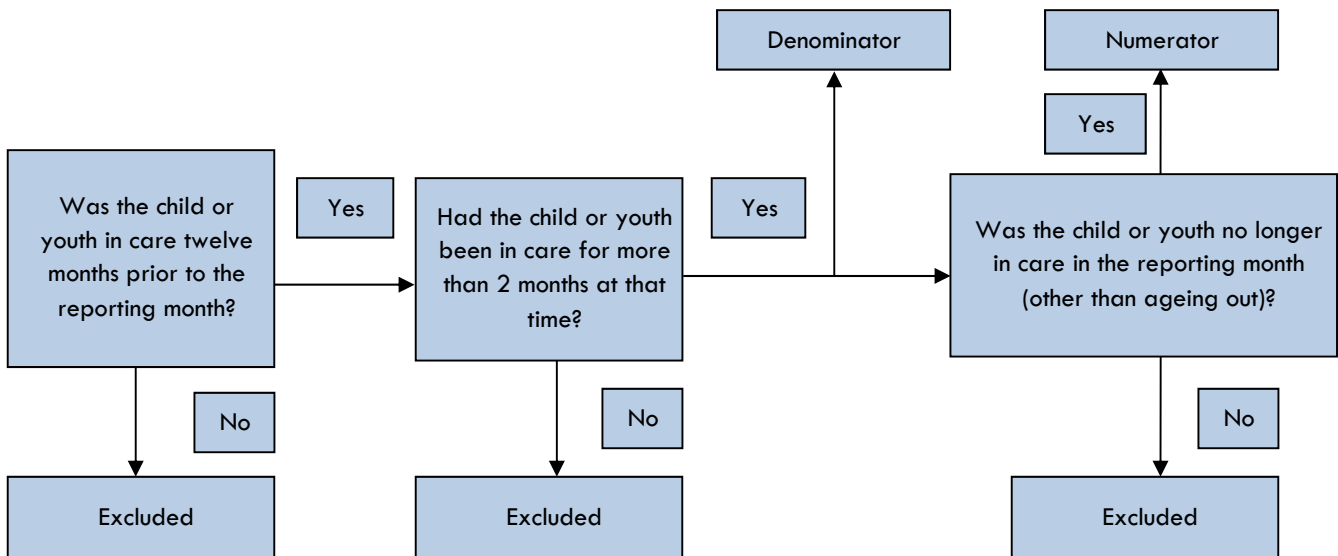 Denominator
Numerator
Yes
Was the child or
youth in care twelve
months prior to the
reporting month?
Yes
Had the child or youth
been in care for more
than 2 months at that
time?
Yes
Was the child or youth no longer
in care in the reporting month
(other than ageing out)?
No
No
No
Excluded
Excluded
Excluded